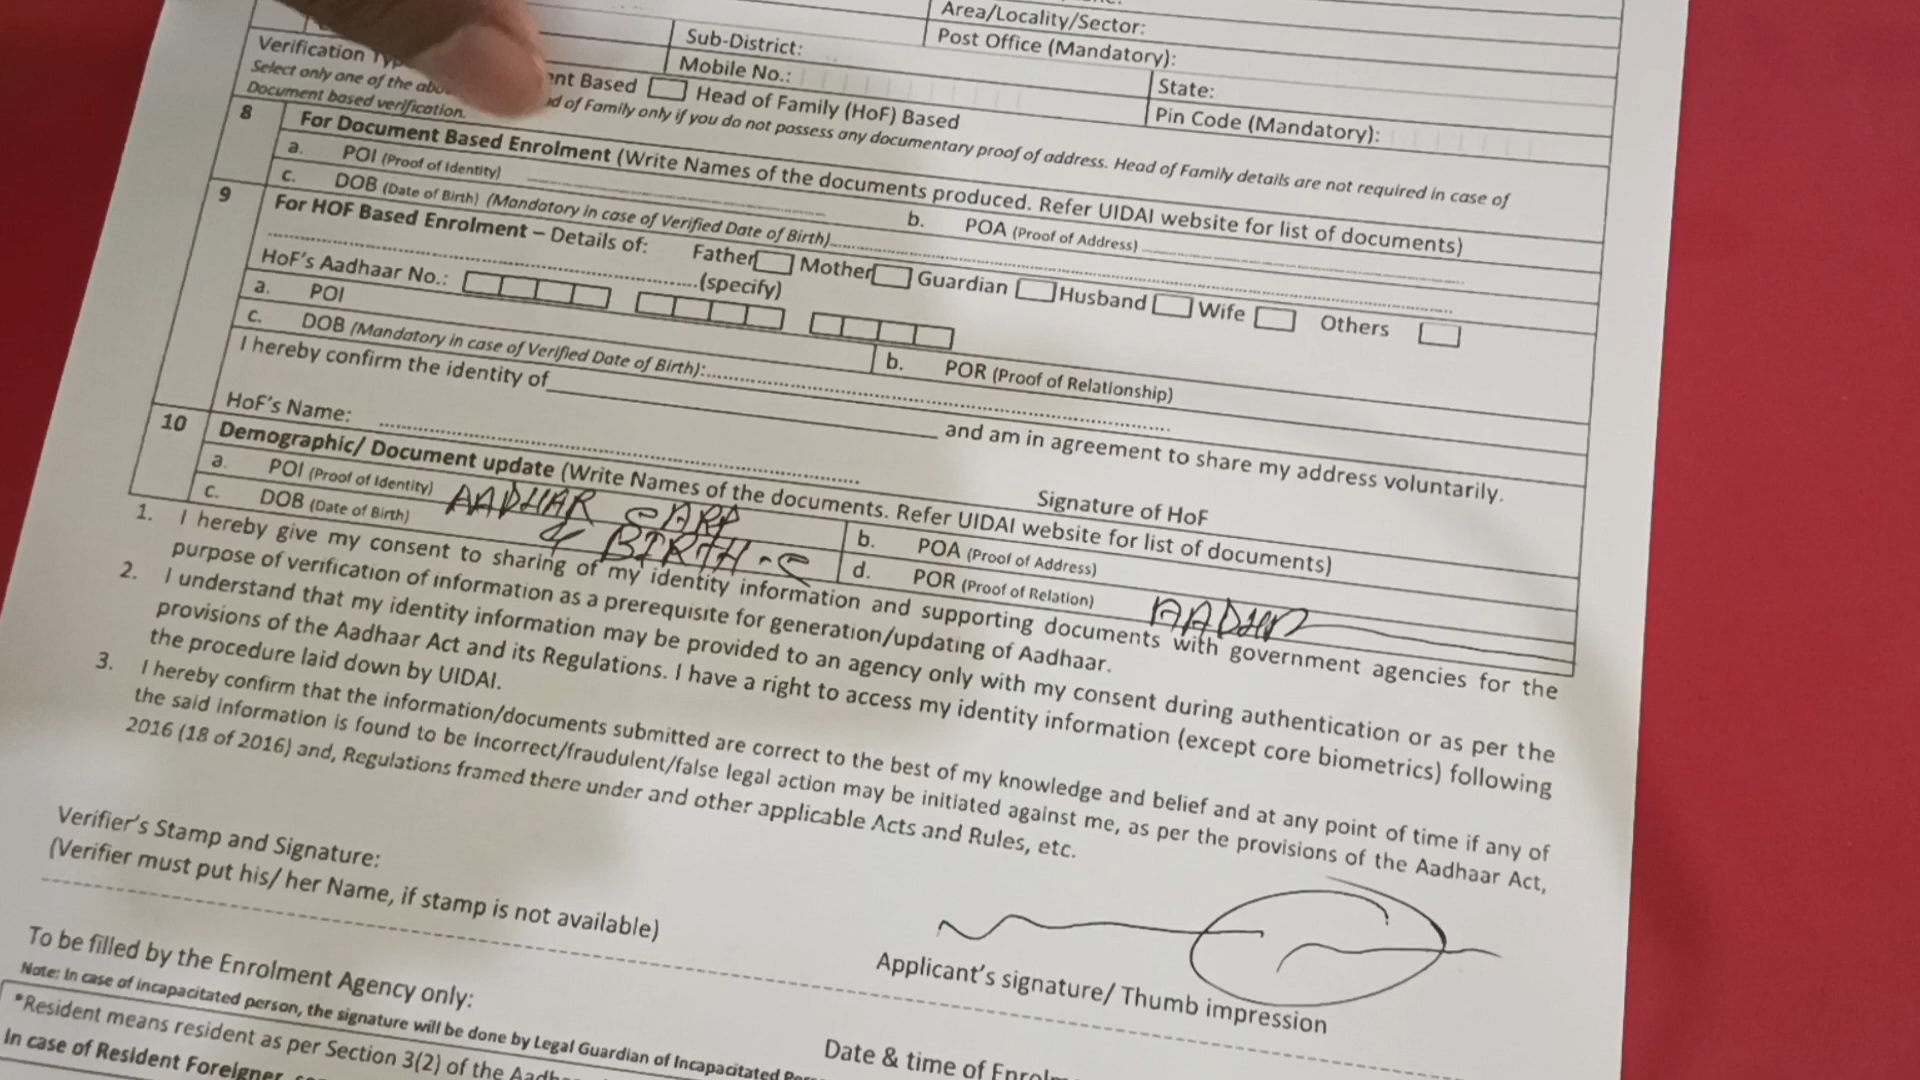 Area/Locality/Sector:
Sub-District:
Post Office (Mandatory):
Mobile No.:
State:
Pin Code (Mandatory):
Verification
Based Head of Family (HoF) Based
Select only one of the of Family only if you do not possess any documentary proof of address. Head of Family details are not required in case of
Document based verification.
8 For Document Based Enrolment (Write Names of the documents produced. Refer UIDAI website for list of documents)
a. POI (Proof of Identity)
b. POA (Proof of Address)
c. DOB (Date of Birth) (Mandatory in case of Verified Date of Birth)
9 For HOF Based Enrolment – Details of: Father Mother Guardian Husband Wife Others
(specify)
HoF's Aadhaar No.:
a. POI
b. POR (Proof of Relationship)
c. DOB (Mandatory in case of Verified Date of Birth):
I hereby confirm the identity of and am in agreement to share my address voluntarily.
HoF's Name:
Signature of HoF
10 Demographic/ Document update (Write Names of the documents. Refer UIDAI website for list of documents)
a. POI (Proof of Identity) AADHAR CARD
b. POA (Proof of Address)
c. DOB (Date of Birth) & BIRTH - C
d. POR (Proof of Relation)
1. I hereby give my consent to sharing of my identity information and supporting documents with government agencies for the
purpose of verification of information as a prerequisite for generation/updating of Aadhaar.
2. I understand that my identity information may be provided to an agency only with my consent during authentication or as per the
provisions of the Aadhaar Act and its Regulations. I have a right to access my identity information (except core biometrics) following
the procedure laid down by UIDAI.
3. I hereby confirm that the information/documents submitted are correct to the best of my knowledge and belief and at any point of time if any of
the said information is found to be incorrect/fraudulent/false legal action may be initiated against me, as per the provisions of the Aadhaar Act,
2016 (18 of 2016) and, Regulations framed there under and other applicable Acts and Rules, etc.
Verifier's Stamp and Signature:
(Verifier must put his/ her Name, if stamp is not available)
Applicant's signature/ Thumb impression
To be filled by the Enrolment Agency only:
Date & time of
Note: In case of incapacitated person, the signature will be done by Legal Guardian of Incapacitated
*Resident means resident as per Section 3(2) of the
In case of Resident Foreigner